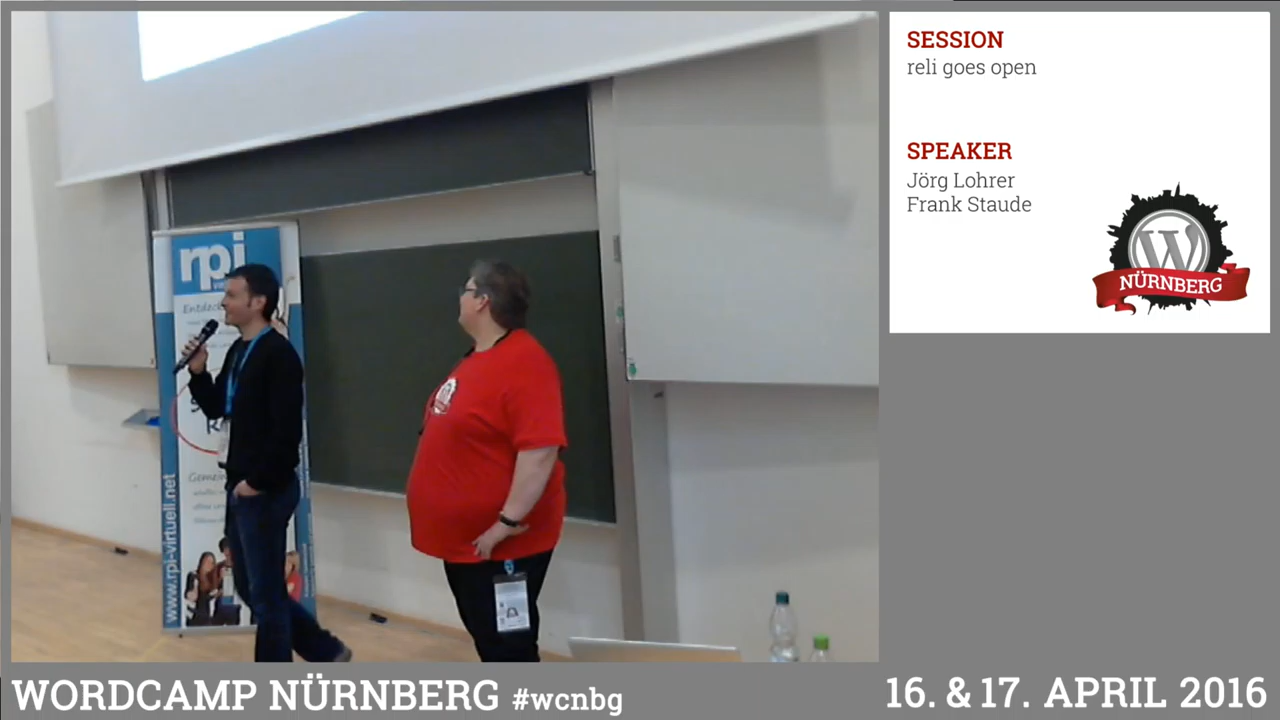 SESSION
reli goes open
SPEAKER
Jörg Lohrer
Frank Staude
W
NÜRNBERG
rpi
www.rpi-virtuell.net
WORDCAMP NÜRNBERG #wcnbg
16. & 17. APRIL 2016